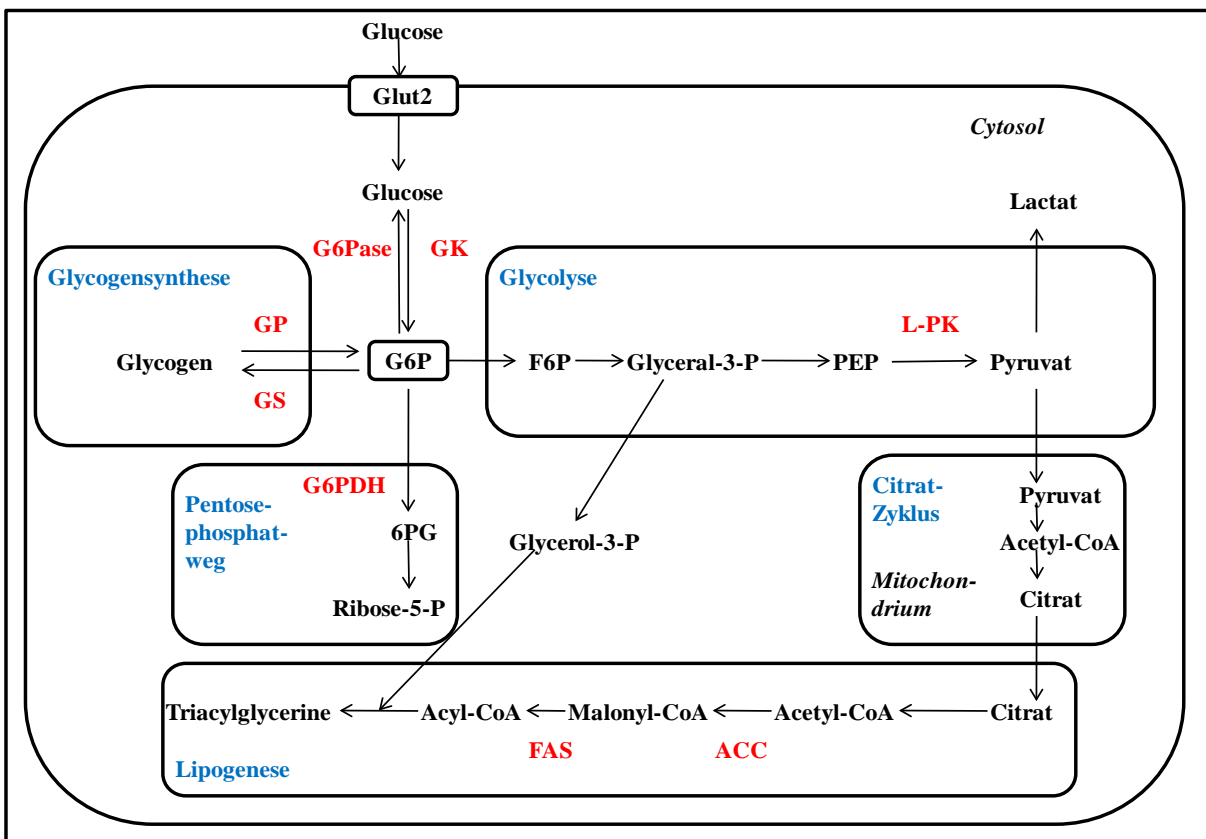 Glucose
Glut2
Cytosol
Glucose
Lactat
G6Pase
GK
Glycogensynthese
Glycolyse
GP
L-PK
Glycogen
G6P
F6P
Glyceral-3-P
PEP
Pyruvat
GS
G6PDH
Pentose-
phosphat-
weg
6PG
Ribose-5-P
Glycerol-3-P
Citrat-
Zyklus
Pyruvat
Acetyl-CoA
Mitochon-
drium
Citrat
Triacylglycerine
Acyl-CoA
Malonyl-CoA
Acetyl-CoA
Citrat
FAS
ACC
Lipogenese